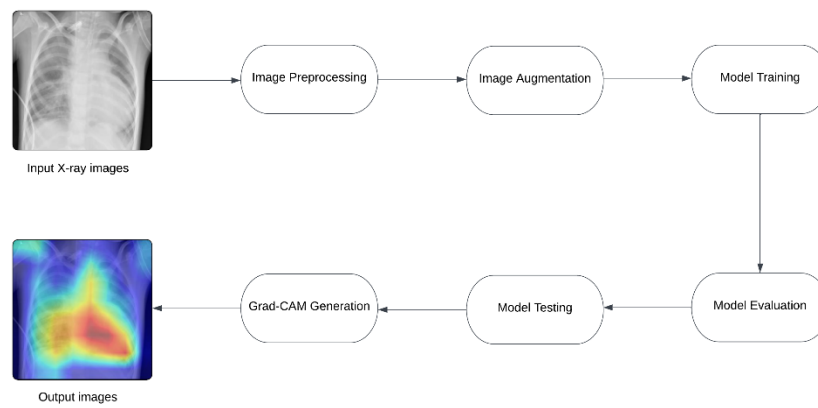 Image Preprocessing
Image Augmentation
Model Training
Input X-ray images
Grad-CAM Generation
Model Testing
Model Evaluation
Output images